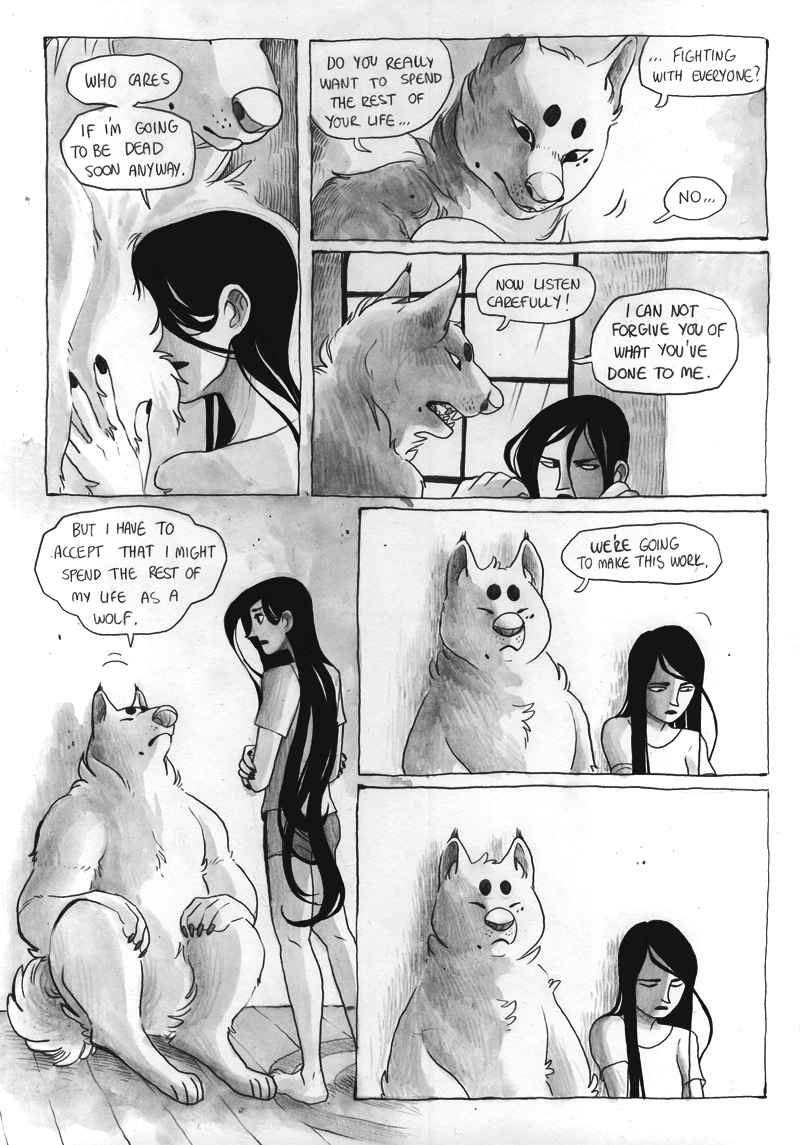 WHO CARES
IF I'M GOING
TO BE DEAD
SOON ANYWAY.
DO YOU REALLY
WANT TO SPEND
THE REST OF
YOUR LIFE...
... FIGHTING
WITH EVERYONE?
NO...
NOW LISTEN
CAREFULLY!
I CAN NOT
FORGIVE YOU OF
WHAT YOU'VE
DONE TO ME.
BUT I HAVE TO
ACCEPT THAT I MIGHT
SPEND THE REST OF
MY LIFE AS A
WOLF.
WE'RE GOING
TO MAKE THIS WORK.